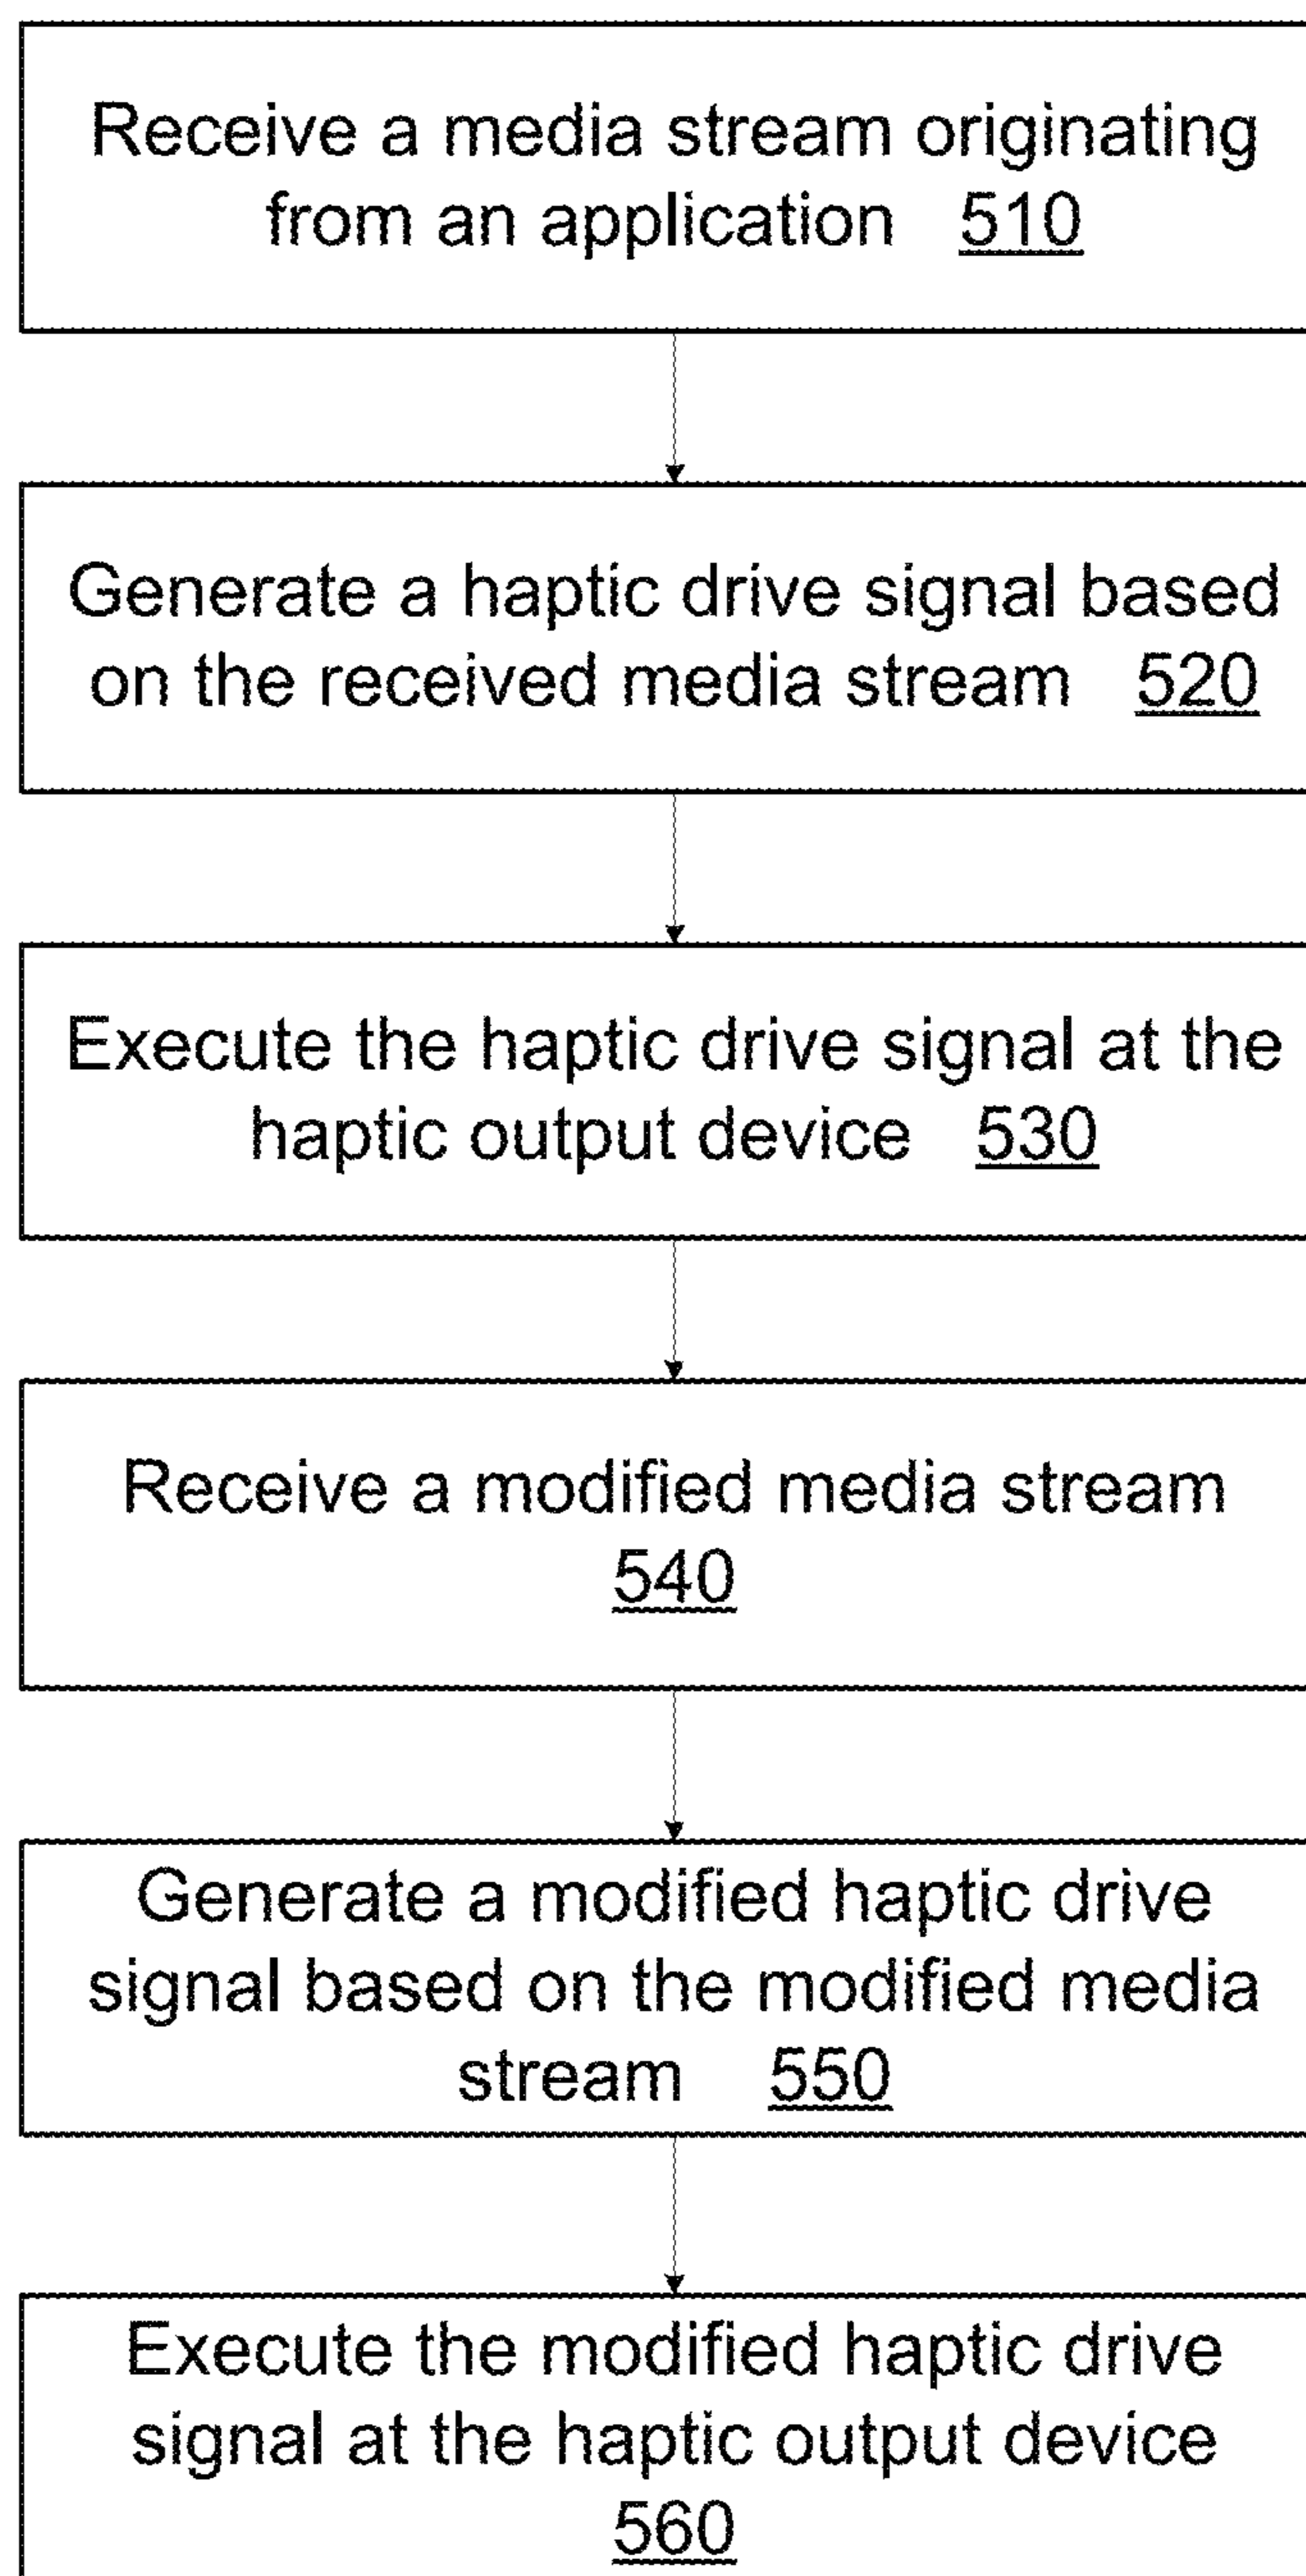 Receive a media stream originating
from an application 510
Generate a haptic drive signal based
on the received media stream 520
Execute the haptic drive signal at the
haptic output device 530
Receive a modified media stream
540
Generate a modified haptic drive
signal based on the modified media
stream 550
Execute the modified haptic drive
signal at the haptic output device
560